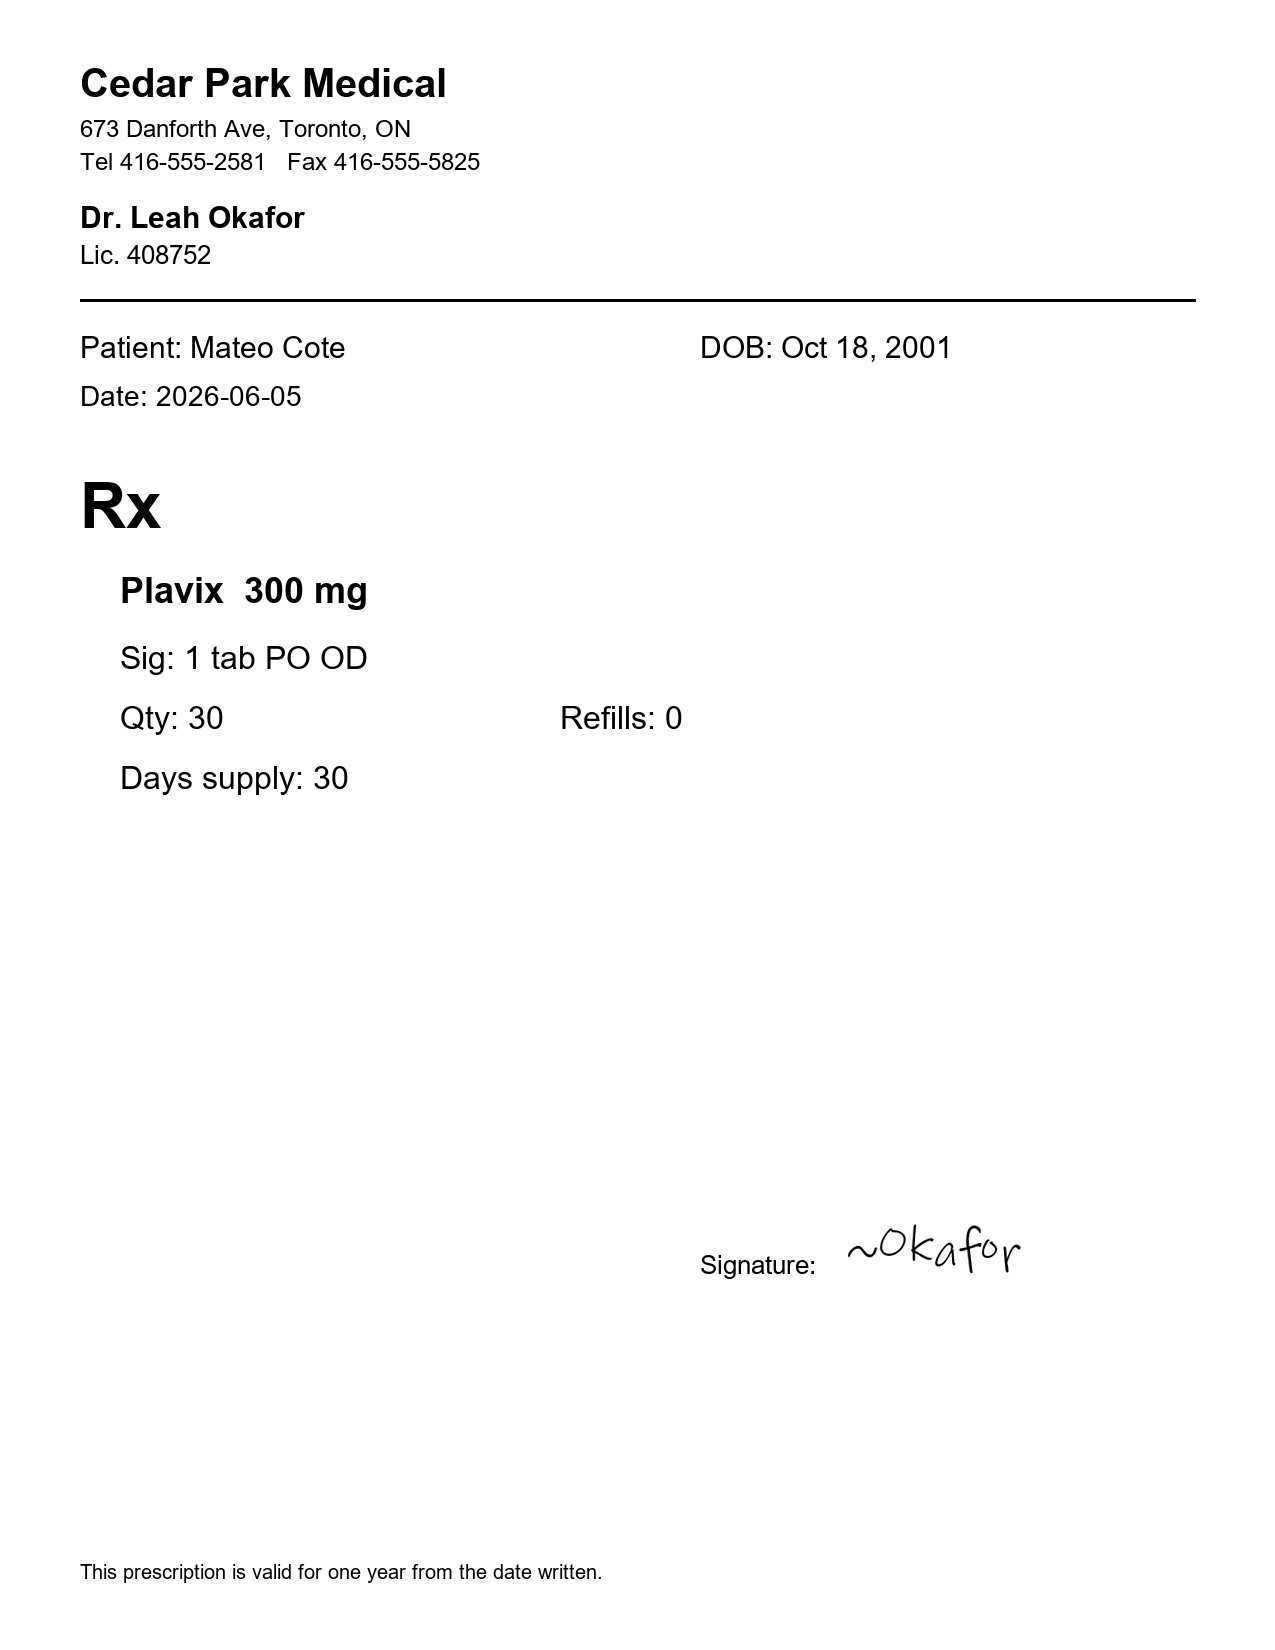 Cedar Park Medical
673 Danforth Ave, Toronto, ON
Tel 416-555-2581   Fax 416-555-5825
Dr. Leah Okafor
Lic. 408752
Patient: Mateo Cote   DOB: Oct 18, 2001
Date: 2026-06-05
Rx
Plavix  300 mg
Sig: 1 tab PO OD
Qty: 30   Refills: 0
Days supply: 30
Signature: ~Okafor
This prescription is valid for one year from the date written.